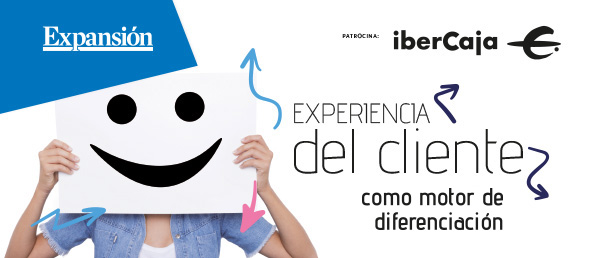 Expansión
PATROCINA:
iberCaja
EXPERIENCIA
del cliente
como motor de
diferenciación